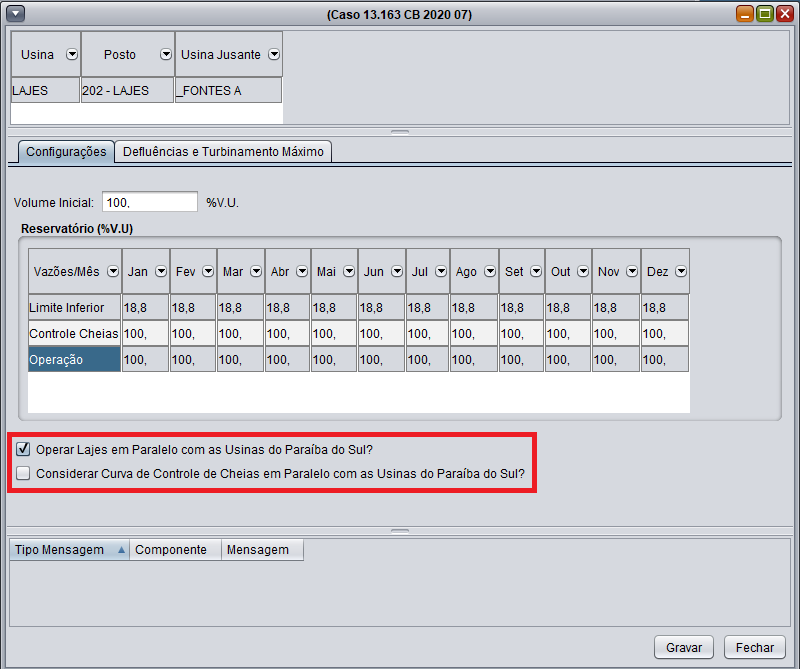 (Caso 13.163 CB 2020 07)
Usina Posto Usina Jusante
LAJES 202 - LAJES _FONTES A
Configurações Defluências e Turbinamento Máximo
Volume Inicial: 100, %V.U.
Reservatório (%V.U)
Vazões/Mês Jan Fev Mar Abr Mai Jun Jul Ago Set Out Nov Dez
Limite Inferior 18,8 18,8 18,8 18,8 18,8 18,8 18,8 18,8 18,8 18,8 18,8 18,8
Controle Cheias 100, 100, 100, 100, 100, 100, 100, 100, 100, 100, 100, 100,
Operação 100, 100, 100, 100, 100, 100, 100, 100, 100, 100, 100, 100,
Operar Lajes em Paralelo com as Usinas do Paraíba do Sul?
Considerar Curva de Controle de Cheias em Paralelo com as Usinas do Paraíba do Sul?
Tipo Mensagem Componente Mensagem
Gravar Fechar